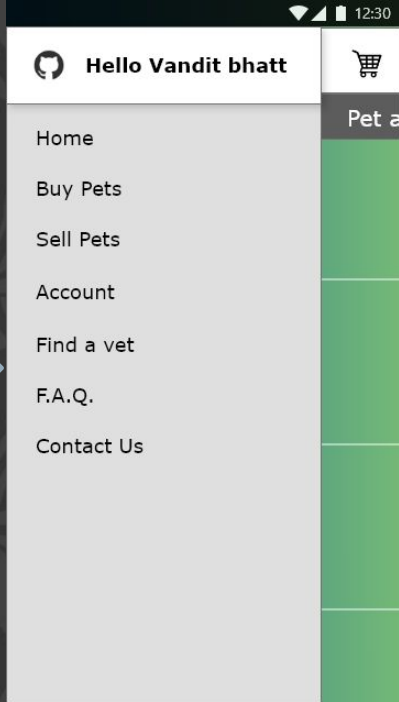 12:30
Hello Vandit bhatt
Pet a
Home
Buy Pets
Sell Pets
Account
Find a vet
F.A.Q.
Contact Us